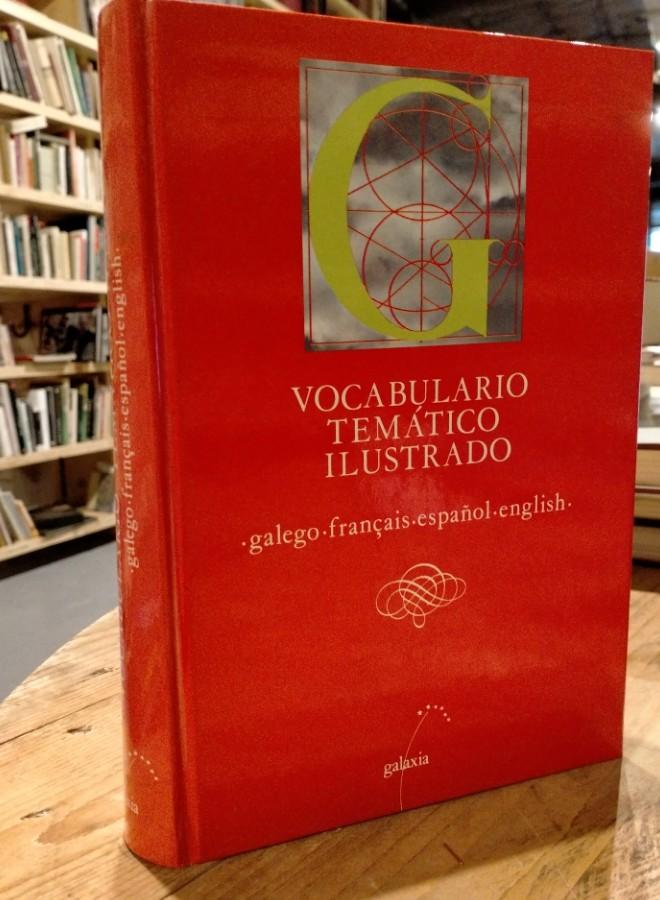 G
VOCABULARIO
TEMÁTICO
ILUSTRADO
·galego·français·español·english·
galaxia
·galego·français·español·english·